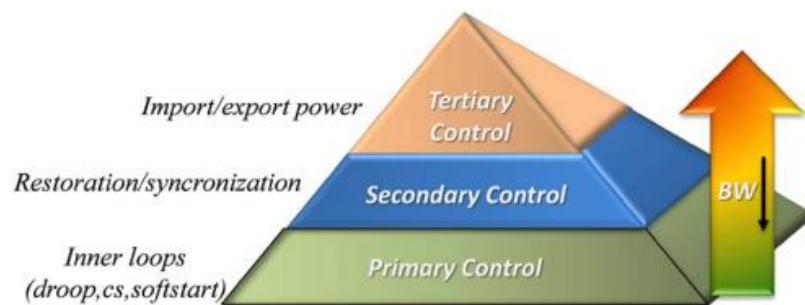 Import/export power
Tertiary
Control
Restoration/syncronization
Secondary Control
BW
Inner loops
(droop,cs,softstart)
Primary Control